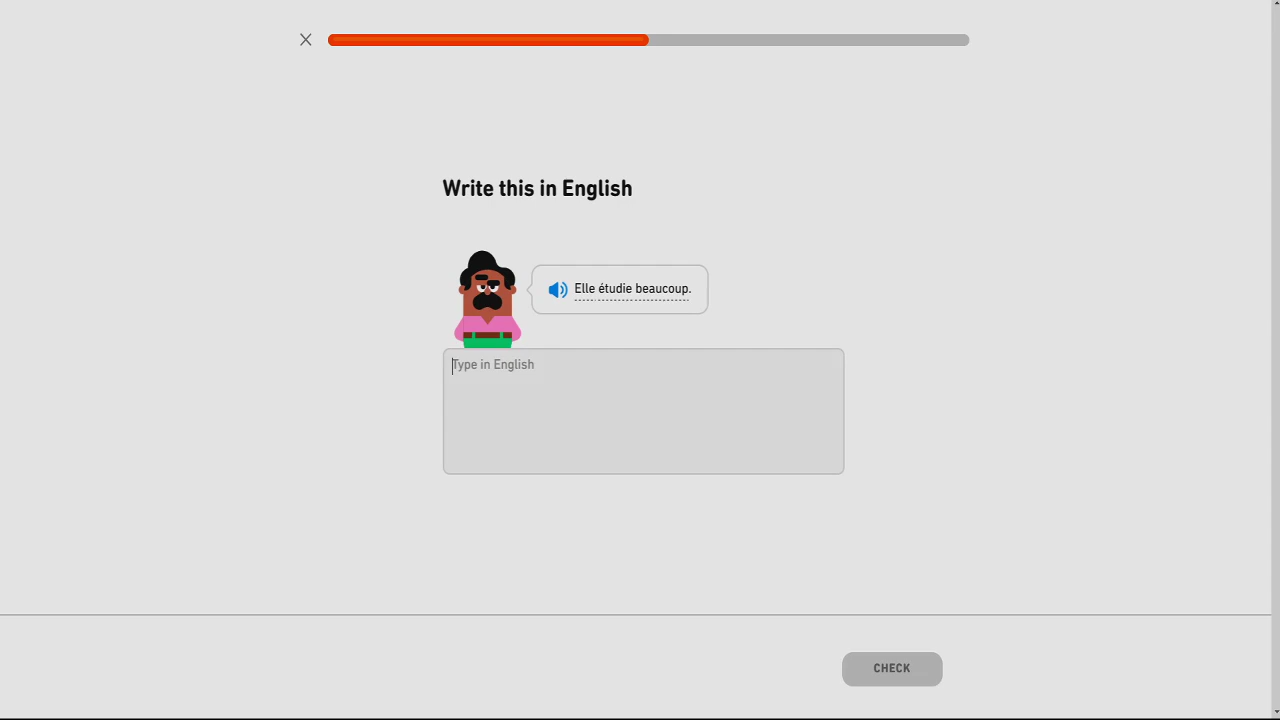 Write this in English
Elle étudie beaucoup.
Type in English
CHECK